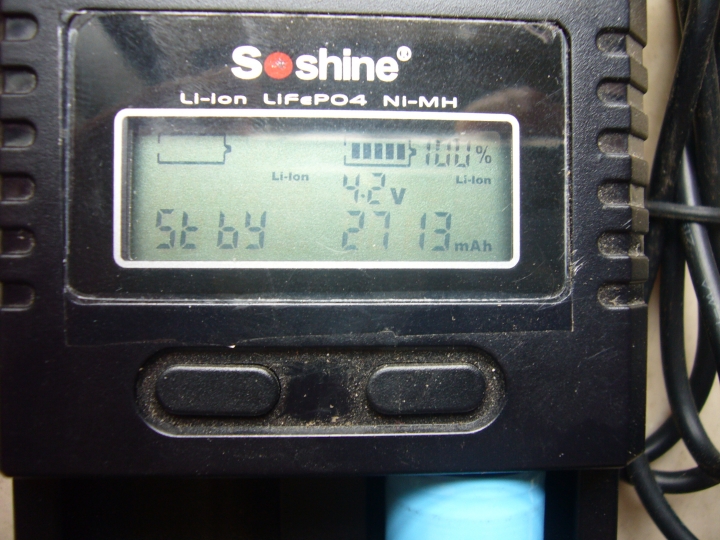 Soshine
Li-Ion LiFePO4 Ni-MH
100%
Li-Ion 4.2V Li-Ion
St by 2713mAh